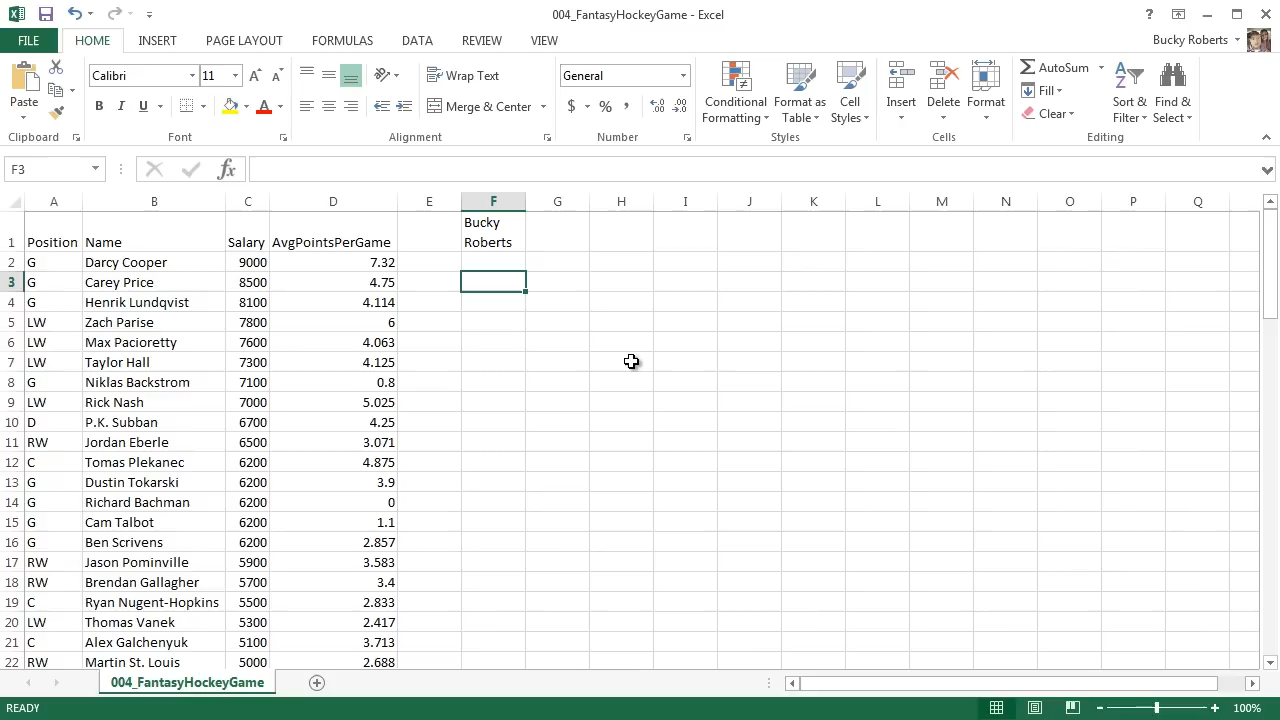 004_FantasyHockeyGame - Excel
FILE HOME INSERT PAGE LAYOUT FORMULAS DATA REVIEW VIEW Bucky Roberts
Paste
Clipboard
Calibri 11
B I U
Font
Wrap Text
Merge & Center
Alignment
General
$ % ,
Number
Conditional Formatting
Format as Table
Cell Styles
Styles
Insert Delete Format
Cells
AutoSum
Fill
Clear
Sort & Filter
Find & Select
Editing
F3 fx
A B C D E F G H I J K L M N O P Q
1 Position Name Salary AvgPointsPerGame Bucky Roberts
2 G Darcy Cooper 9000 7.32
3 G Carey Price 8500 4.75
4 G Henrik Lundqvist 8100 4.114
5 LW Zach Parise 7800 6
6 LW Max Pacioretty 7600 4.063
7 LW Taylor Hall 7300 4.125
8 G Niklas Backstrom 7100 0.8
9 LW Rick Nash 7000 5.025
10 D P.K. Subban 6700 4.25
11 RW Jordan Eberle 6500 3.071
12 C Tomas Plekanec 6200 4.875
13 G Dustin Tokarski 6200 3.9
14 G Richard Bachman 6200 0
15 G Cam Talbot 6200 1.1
16 G Ben Scrivens 6200 2.857
17 RW Jason Pominville 5900 3.583
18 RW Brendan Gallagher 5700 3.4
19 C Ryan Nugent-Hopkins 5500 2.833
20 LW Thomas Vanek 5300 2.417
21 C Alex Galchenyuk 5100 3.713
22 RW Martin St. Louis 5000 2.688
004_FantasyHockeyGame
READY 100%